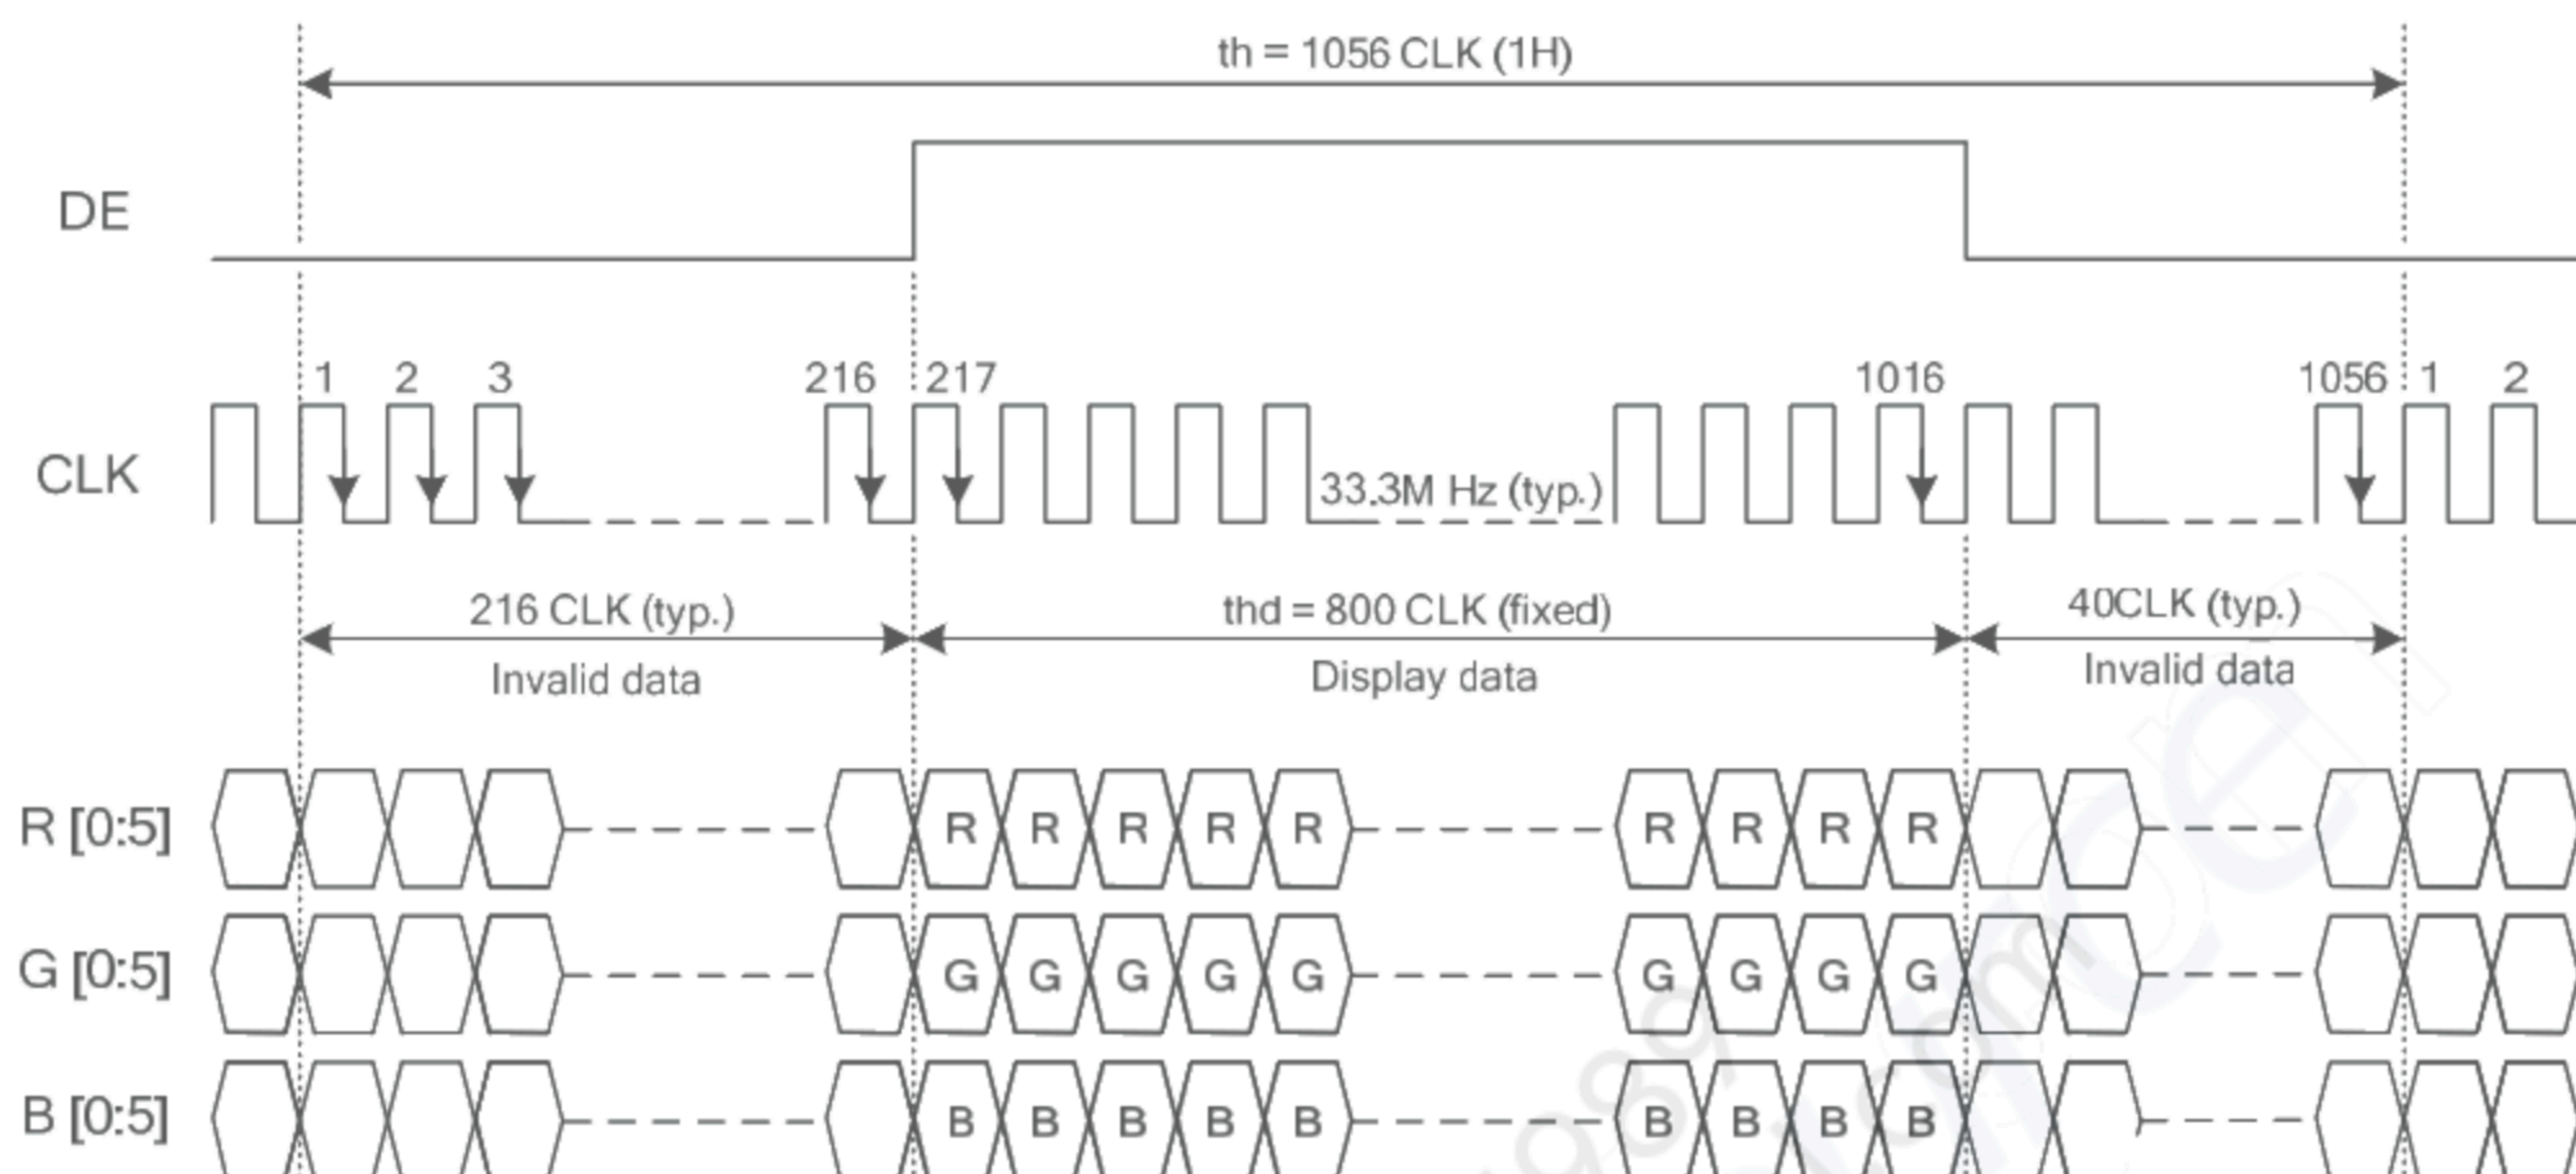 th = 1056 CLK (1H)
DE
1 2 3 216 217 1016 1056 1 2
CLK
33.3M Hz (typ.)
216 CLK (typ.) thd = 800 CLK (fixed) 40CLK (typ.)
Invalid data Display data Invalid data
R [0:5] R R R R R R R R R
G [0:5] G G G G G G G G G
B [0:5] B B B B B B B B B